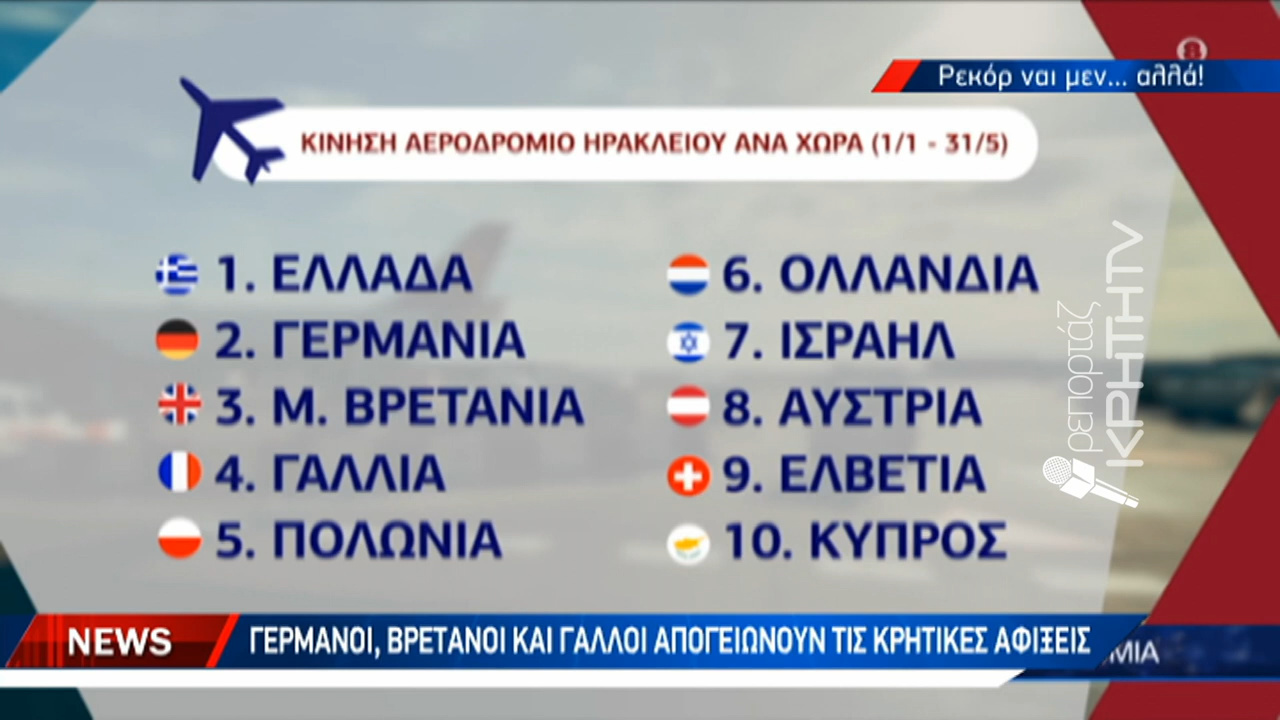 Ρεκόρ ναι μεν... αλλά!
ΚΙΝΗΣΗ ΑΕΡΟΔΡΟΜΙΟ ΗΡΑΚΛΕΙΟΥ ΑΝΑ ΧΩΡΑ (1/1 - 31/5)
1. ΕΛΛΑΔΑ
2. ΓΕΡΜΑΝΙΑ
3. Μ. ΒΡΕΤΑΝΙΑ
4. ΓΑΛΛΙΑ
5. ΠΟΛΩΝΙΑ
6. ΟΛΛΑΝΔΙΑ
7. ΙΣΡΑΗΛ
8. ΑΥΣΤΡΙΑ
9. ΕΛΒΕΤΙΑ
10. ΚΥΠΡΟΣ
ρεπορτάζ
ΚΡΗΤΗTV
NEWS
ΓΕΡΜΑΝΟΙ, ΒΡΕΤΑΝΟΙ ΚΑΙ ΓΑΛΛΟΙ ΑΠΟΓΕΙΩΝΟΥΝ ΤΙΣ ΚΡΗΤΙΚΕΣ ΑΦΙΞΕΙΣ